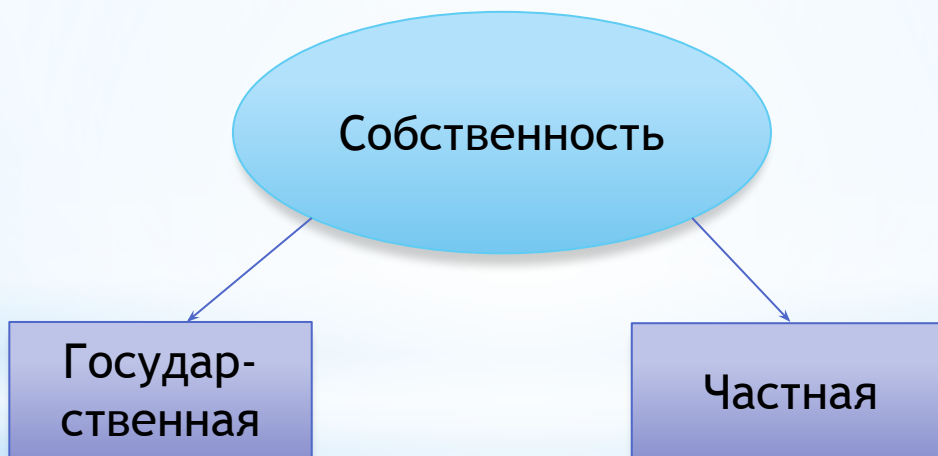 Собственность
Государ-
ственная
Частная